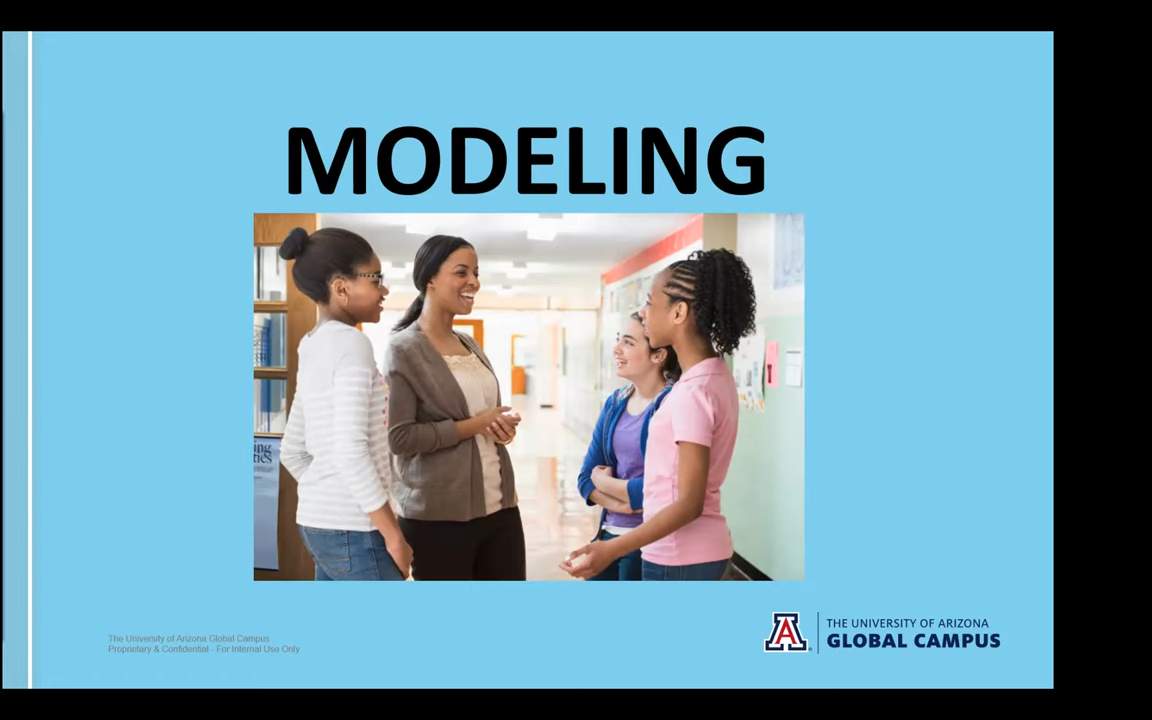 MODELING
The University of Arizona Global Campus
Proprietary & Confidential - For Internal Use Only
THE UNIVERSITY OF ARIZONA
GLOBAL CAMPUS